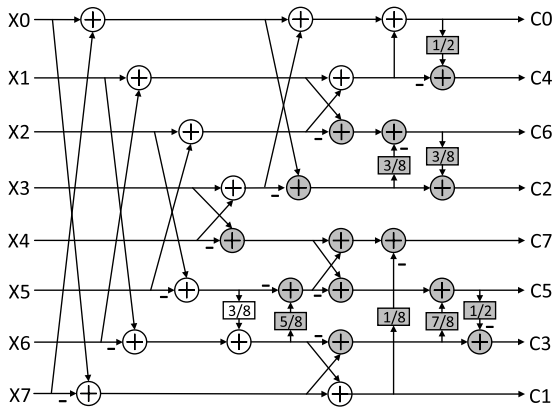 X0 C0
1/2
X1 - C4
X2 - - C6
3/8 3/8
X3 - C2
X4 - - C7
X5 - - - C5
3/8 5/8 1/8 7/8 1/2 -
X6 - - C3
X7 - C1